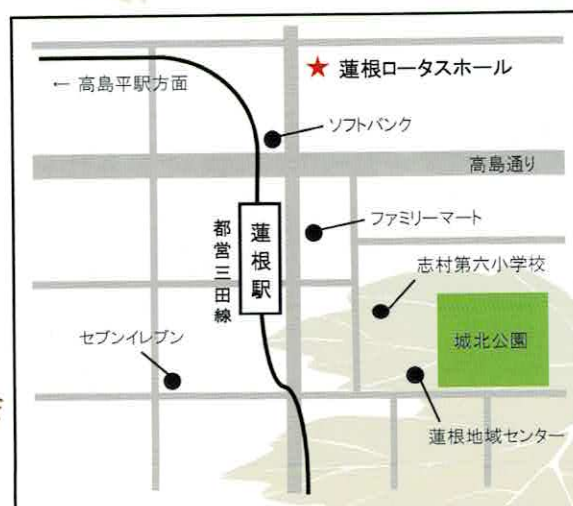 蓮根ロータスホール
← 高島平駅方面
ソフトバンク
高島通り
ファミリーマート
都営三田線
蓮根駅
志村第六小学校
セブンイレブン
城北公園
蓮根地域センター